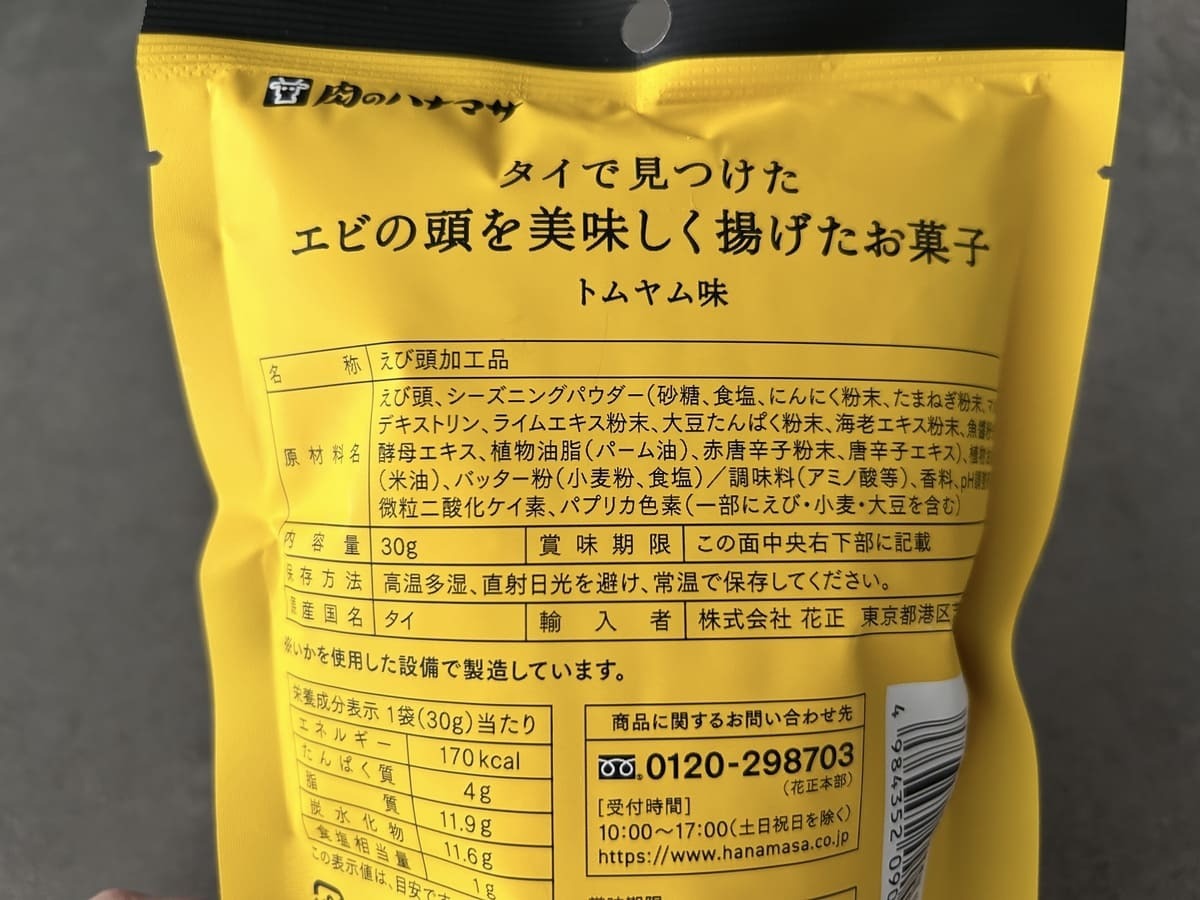 肉のハナマサ
タイで見つけた
エビの頭を美味しく揚げたお菓子
トムヤム味
名称 えび頭加工品
原材料名 えび頭、シーズニングパウダー(砂糖、食塩、にんにく粉末、たまねぎ粉末、
デキストリン、ライムエキス粉末、大豆たんぱく粉末、海老エキス粉末、魚醤
酵母エキス、植物油脂(パーム油)、赤唐辛子粉末、唐辛子エキス)、植物
(米油)、バッター粉(小麦粉、食塩)/調味料(アミノ酸等)、香料、pH調整
微粒二酸化ケイ素、パプリカ色素(一部にえび・小麦・大豆を含む)
内容量 30g 賞味期限 この面中央右下部に記載
保存方法 高温多湿、直射日光を避け、常温で保存してください。
原産国名 タイ 輸入者 株式会社 花正 東京都港区
※いかを使用した設備で製造しています。
栄養成分表示 1袋(30g)当たり
エネルギー 170kcal
たんぱく質 4g
脂質 11.9g
炭水化物 11.6g
食塩相当量 1g
この表示値は、目安です
商品に関するお問い合わせ先
0120-298703
(花正本部)
[受付時間]
10:00～17:00(土日祝日を除く)
https://www.hanamasa.co.jp
4 984352 090
賞味期限